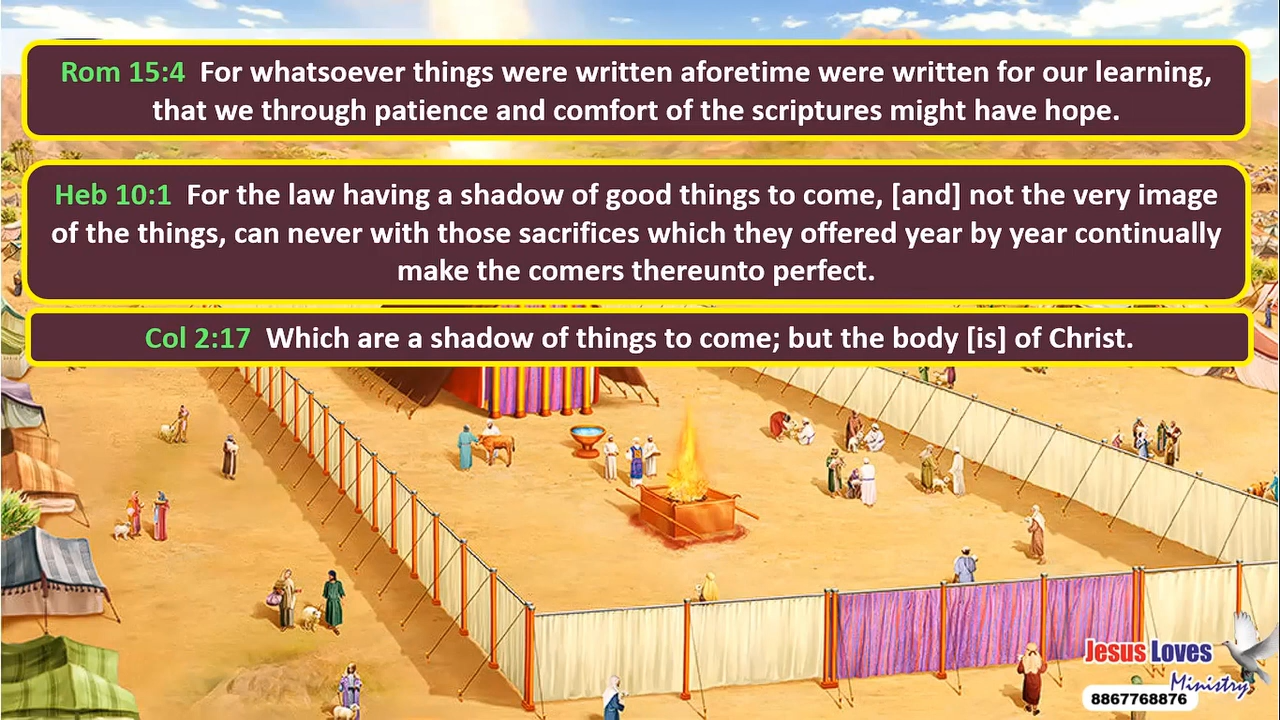 Rom 15:4 For whatsoever things were written aforetime were written for our learning,
that we through patience and comfort of the scriptures might have hope.
Heb 10:1 For the law having a shadow of good things to come, [and] not the very image
of the things, can never with those sacrifices which they offered year by year continually
make the comers thereunto perfect.
Col 2:17 Which are a shadow of things to come; but the body [is] of Christ.
Jesus Loves
Ministry
8867768876